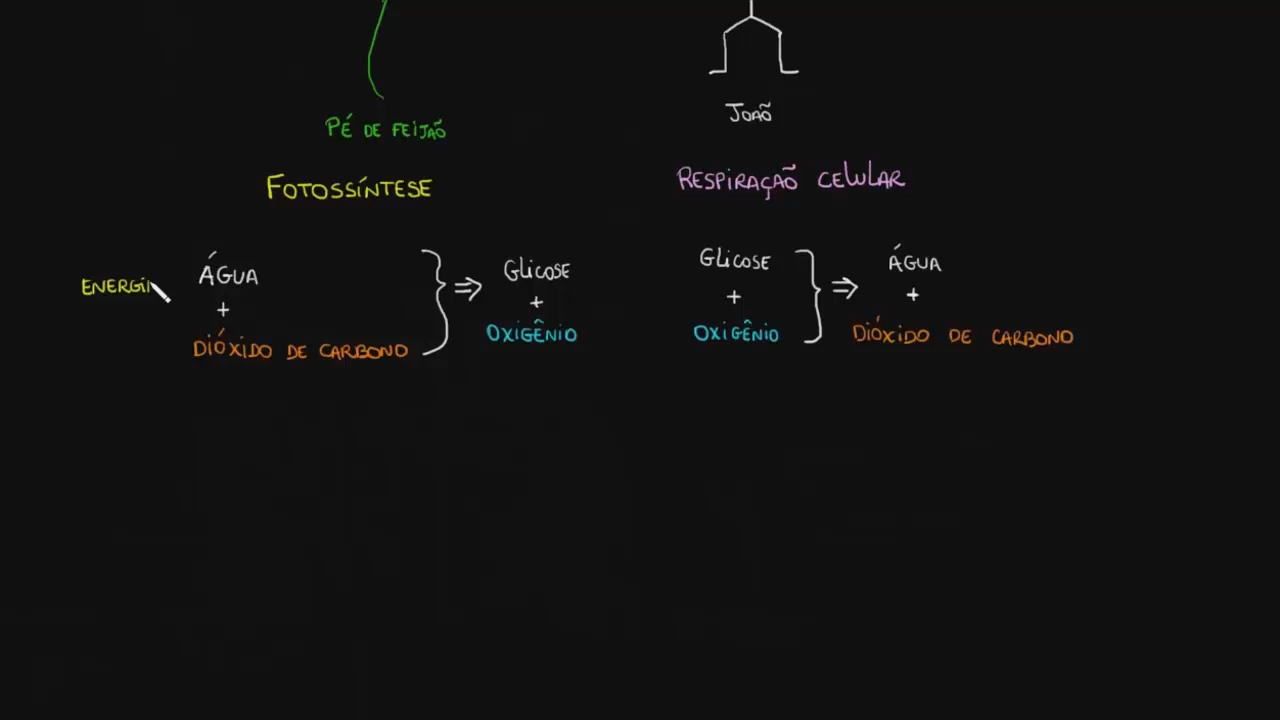 PÉ DE FEIJÃO
JOÃO
FOTOSSÍNTESE
RESPIRAÇÃO CELULAR
ENERGI
ÁGUA
+
DIÓXIDO DE CARBONO
⇒
GLICOSE
+
OXIGÊNIO
GLICOSE
+
OXIGÊNIO
⇒
ÁGUA
+
DIÓXIDO DE CARBONO